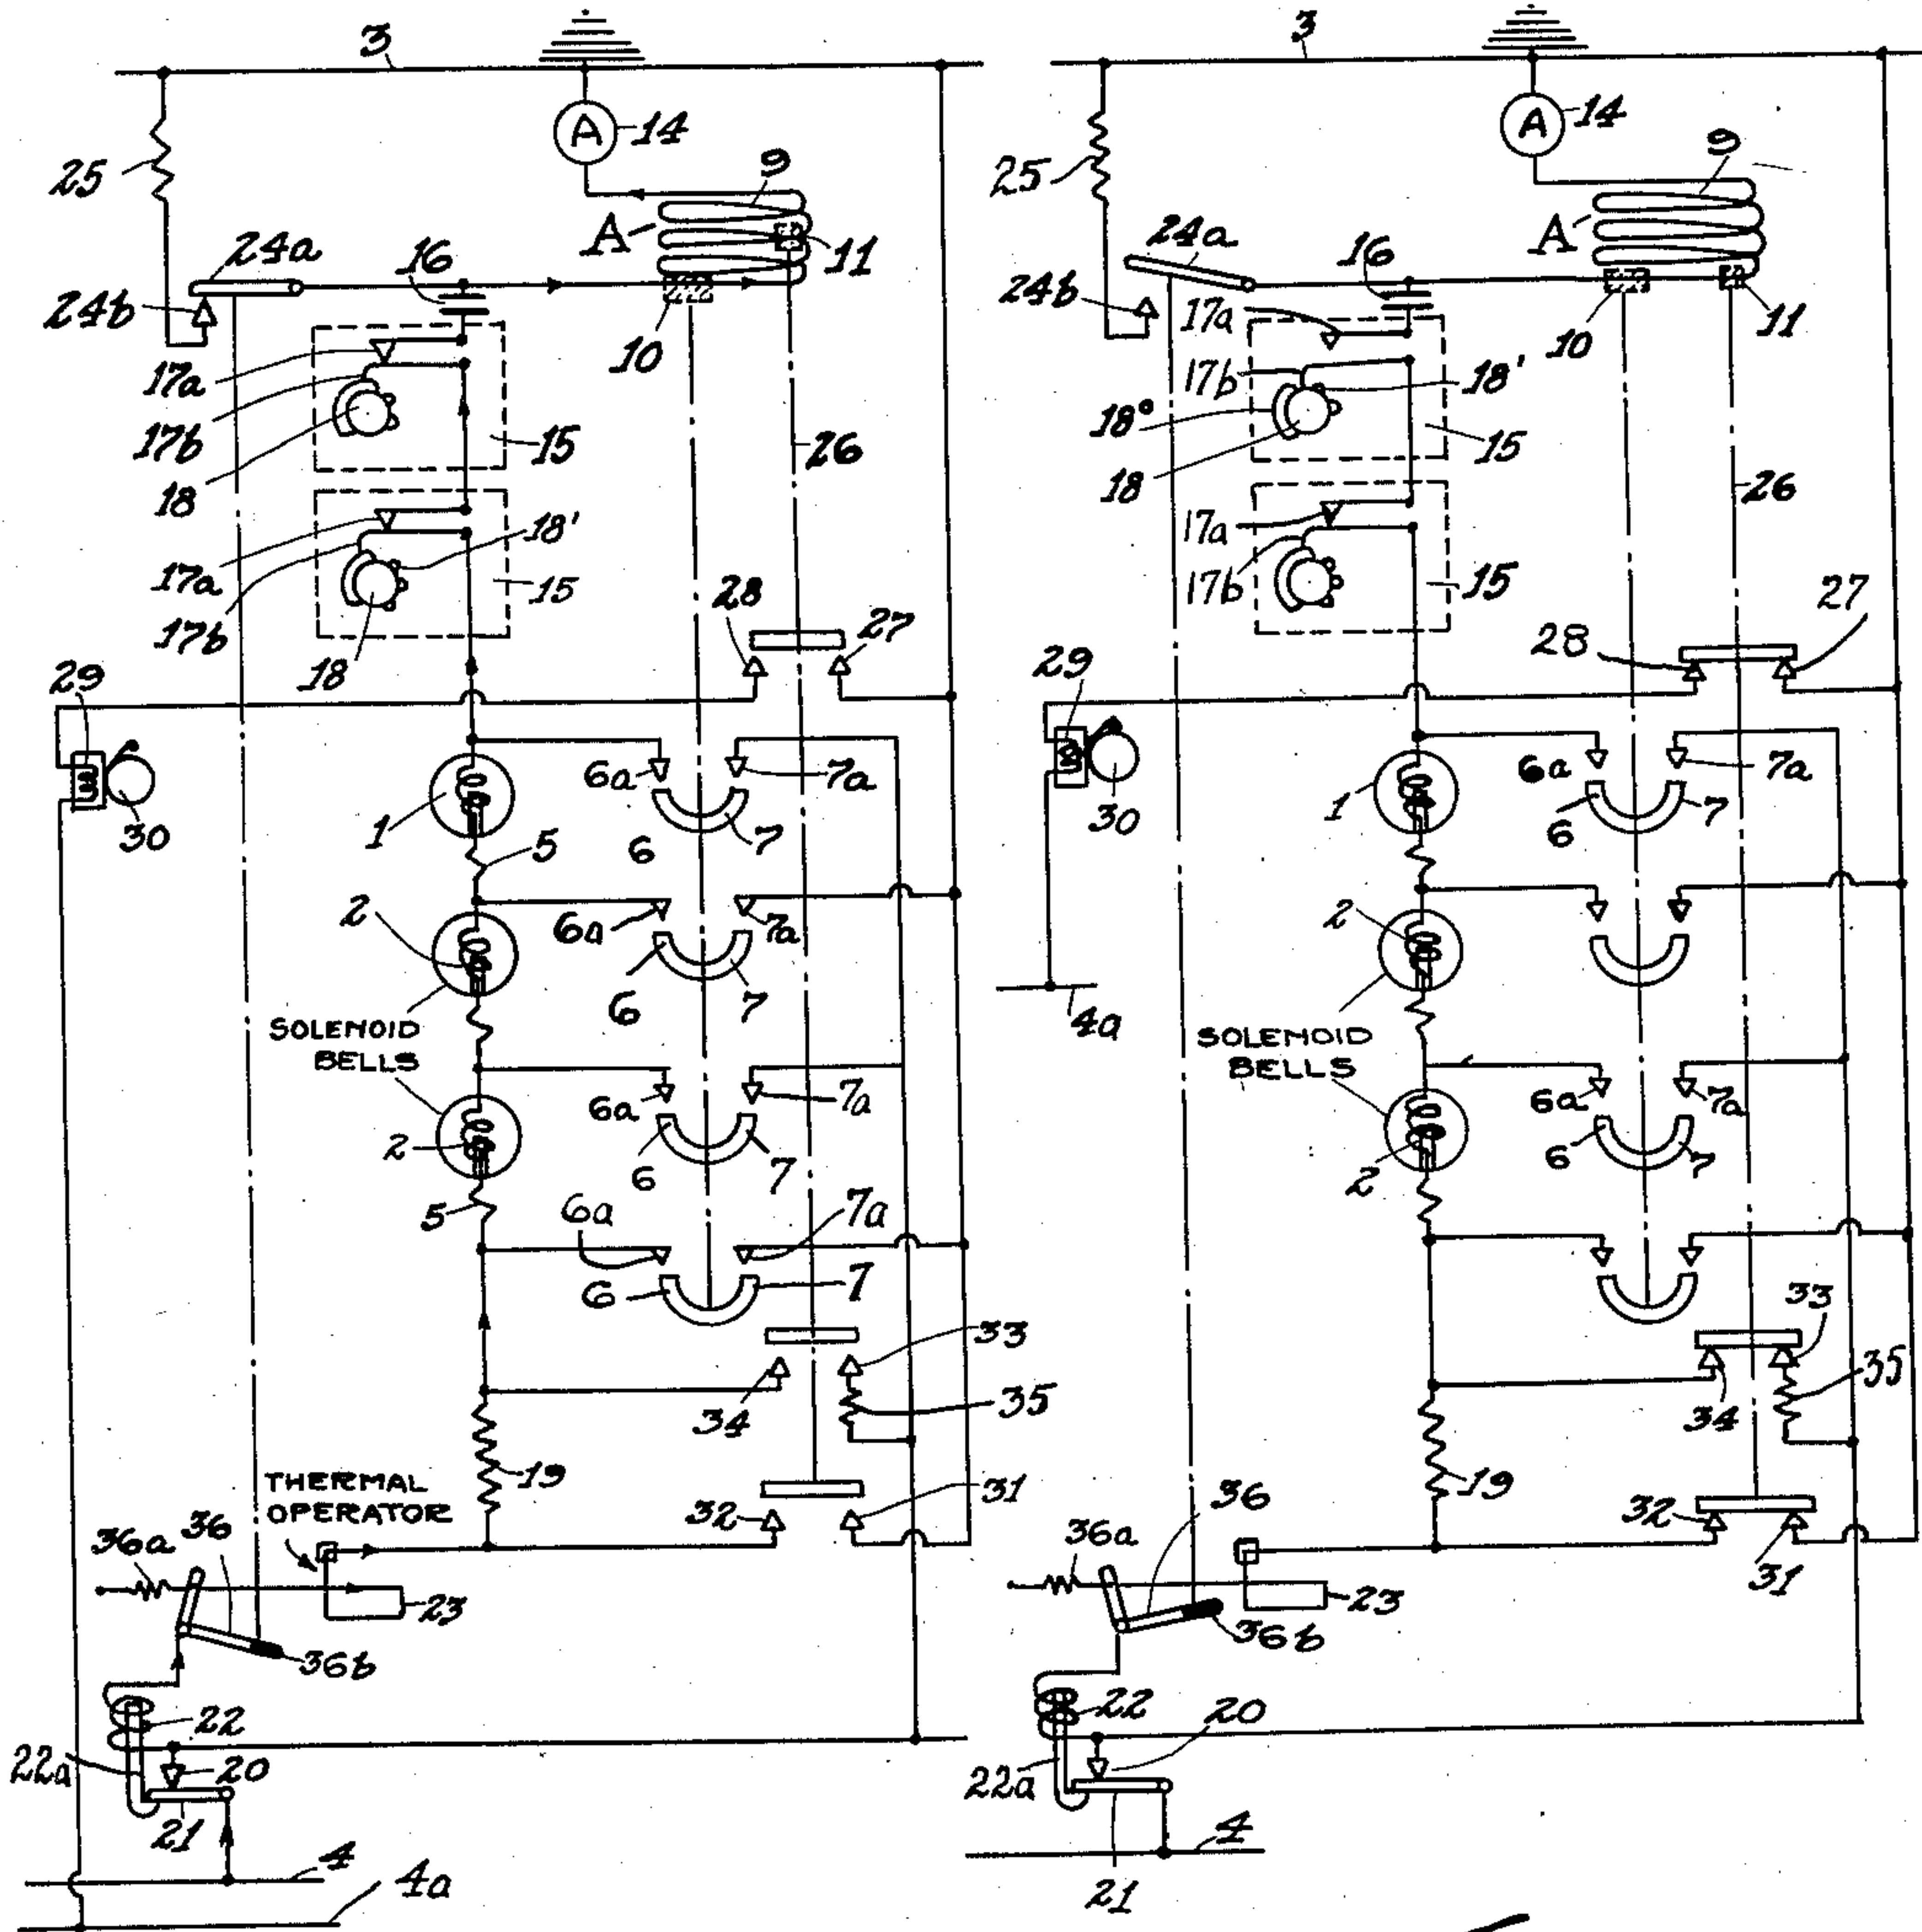 3
3
A
14
A
14
25
25
9
9
A
A
24a
24a
16
16
11
11
24b
24b
10
10
17a
17a
17b
17b
18'
18°
15
15
18
18
26
26
17a
18'
17a
17b
15
17b
15
18
28
27
28
27
29
29
30
30
6a
7a
6a
7a
1
1
5
6
7
6
7
2
2
6a
7a
6
7
4a
SOLENOID
BELLS
SOLENOID
BELLS
6a
7a
6a
7a
2
2
6
7
6
7
5
6a
7a
6
7
33
33
34
35
34
35
19
19
THERMAL
OPERATOR
32
31
32
31
36a
36
36a
36
23
23
36b
36b
22
22
22a
20
22a
20
21
21
4
4
4a